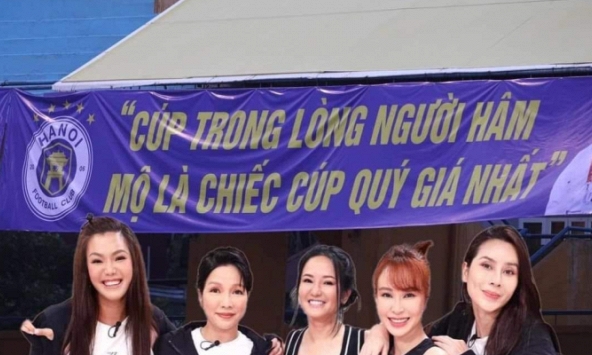 HANOI
FOOTBALL CLUB
"CÚP TRONG LÒNG NGƯỜI HÂM
MỘ LÀ CHIẾC CÚP QUÝ GIÁ NHẤT"